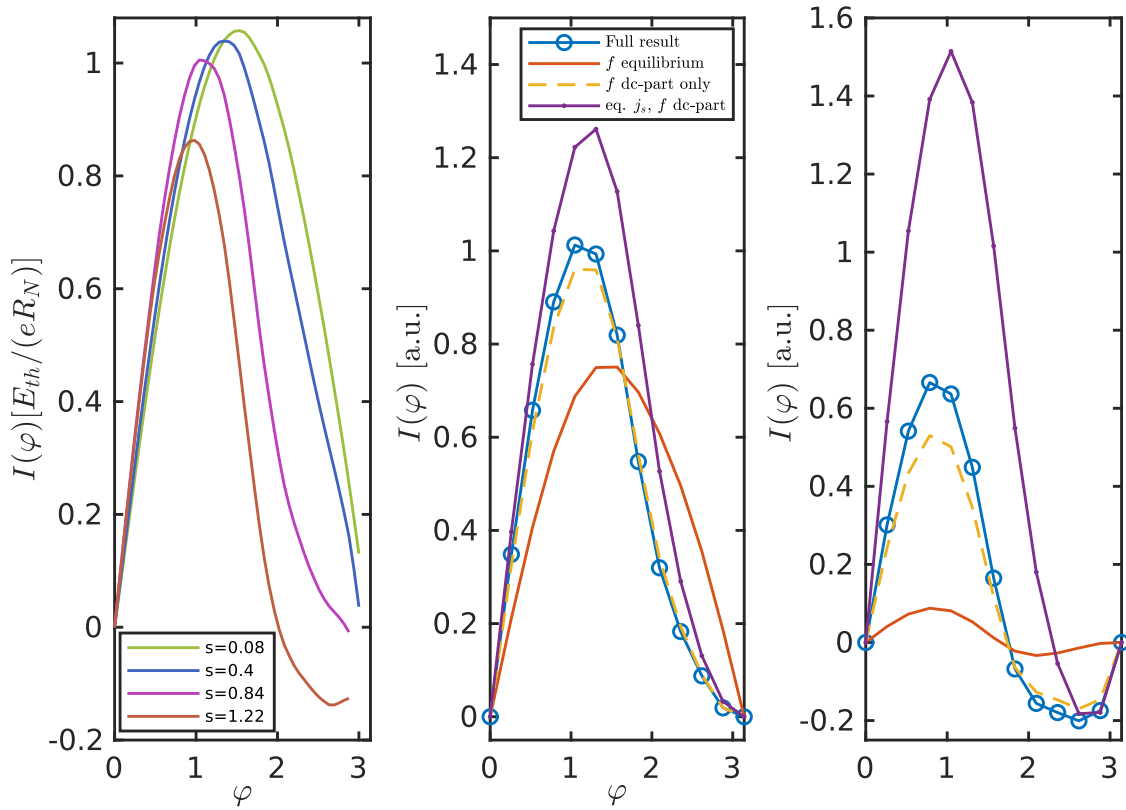 I(φ)[E_{th}/(eR_N)]
1
0.8
0.6
0.4
0.2
0
-0.2
0 1 2 3
φ
s=0.08
s=0.4
s=0.84
s=1.22
I(φ) [a.u.]
1.4
1.2
1
0.8
0.6
0.4
0.2
0
0 1 2 3
φ
Full result
f equilibrium
f dc-part only
eq. j_s, f dc-part
I(φ) [a.u.]
1.6
1.4
1.2
1
0.8
0.6
0.4
0.2
0
-0.2
0 1 2 3
φ